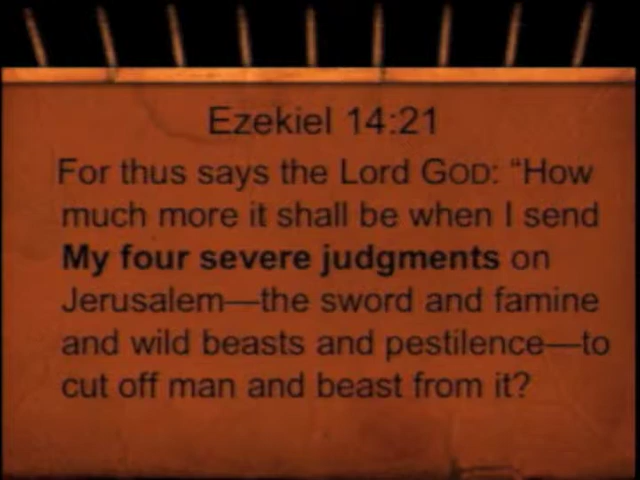 Ezekiel 14:21
For thus says the Lord GOD: “How
much more it shall be when I send
My four severe judgments on
Jerusalem—the sword and famine
and wild beasts and pestilence—to
cut off man and beast from it?